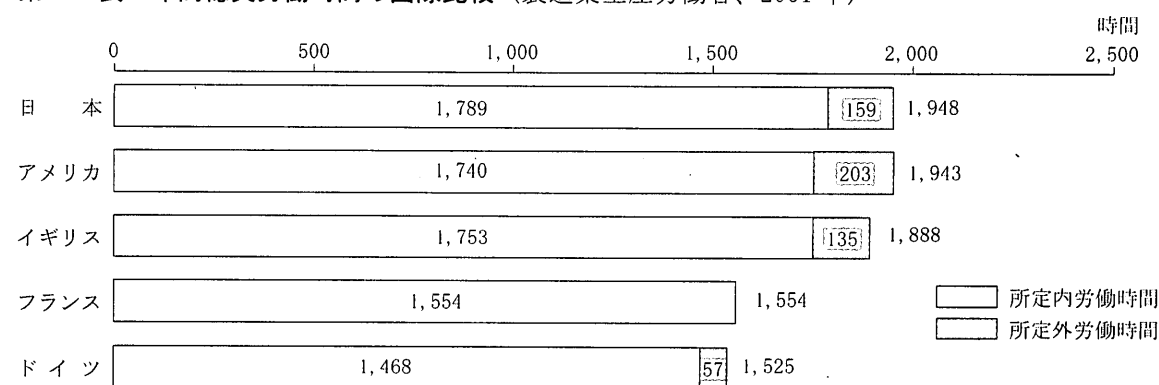 時間
0 500 1,000 1,500 2,000 2,500
日 本 1,789 159 1,948
アメリカ 1,740 203 1,943
イギリス 1,753 135 1,888
フランス 1,554 1,554
所定内労働時間
所定外労働時間
ド イ ツ 1,468 57 1,525